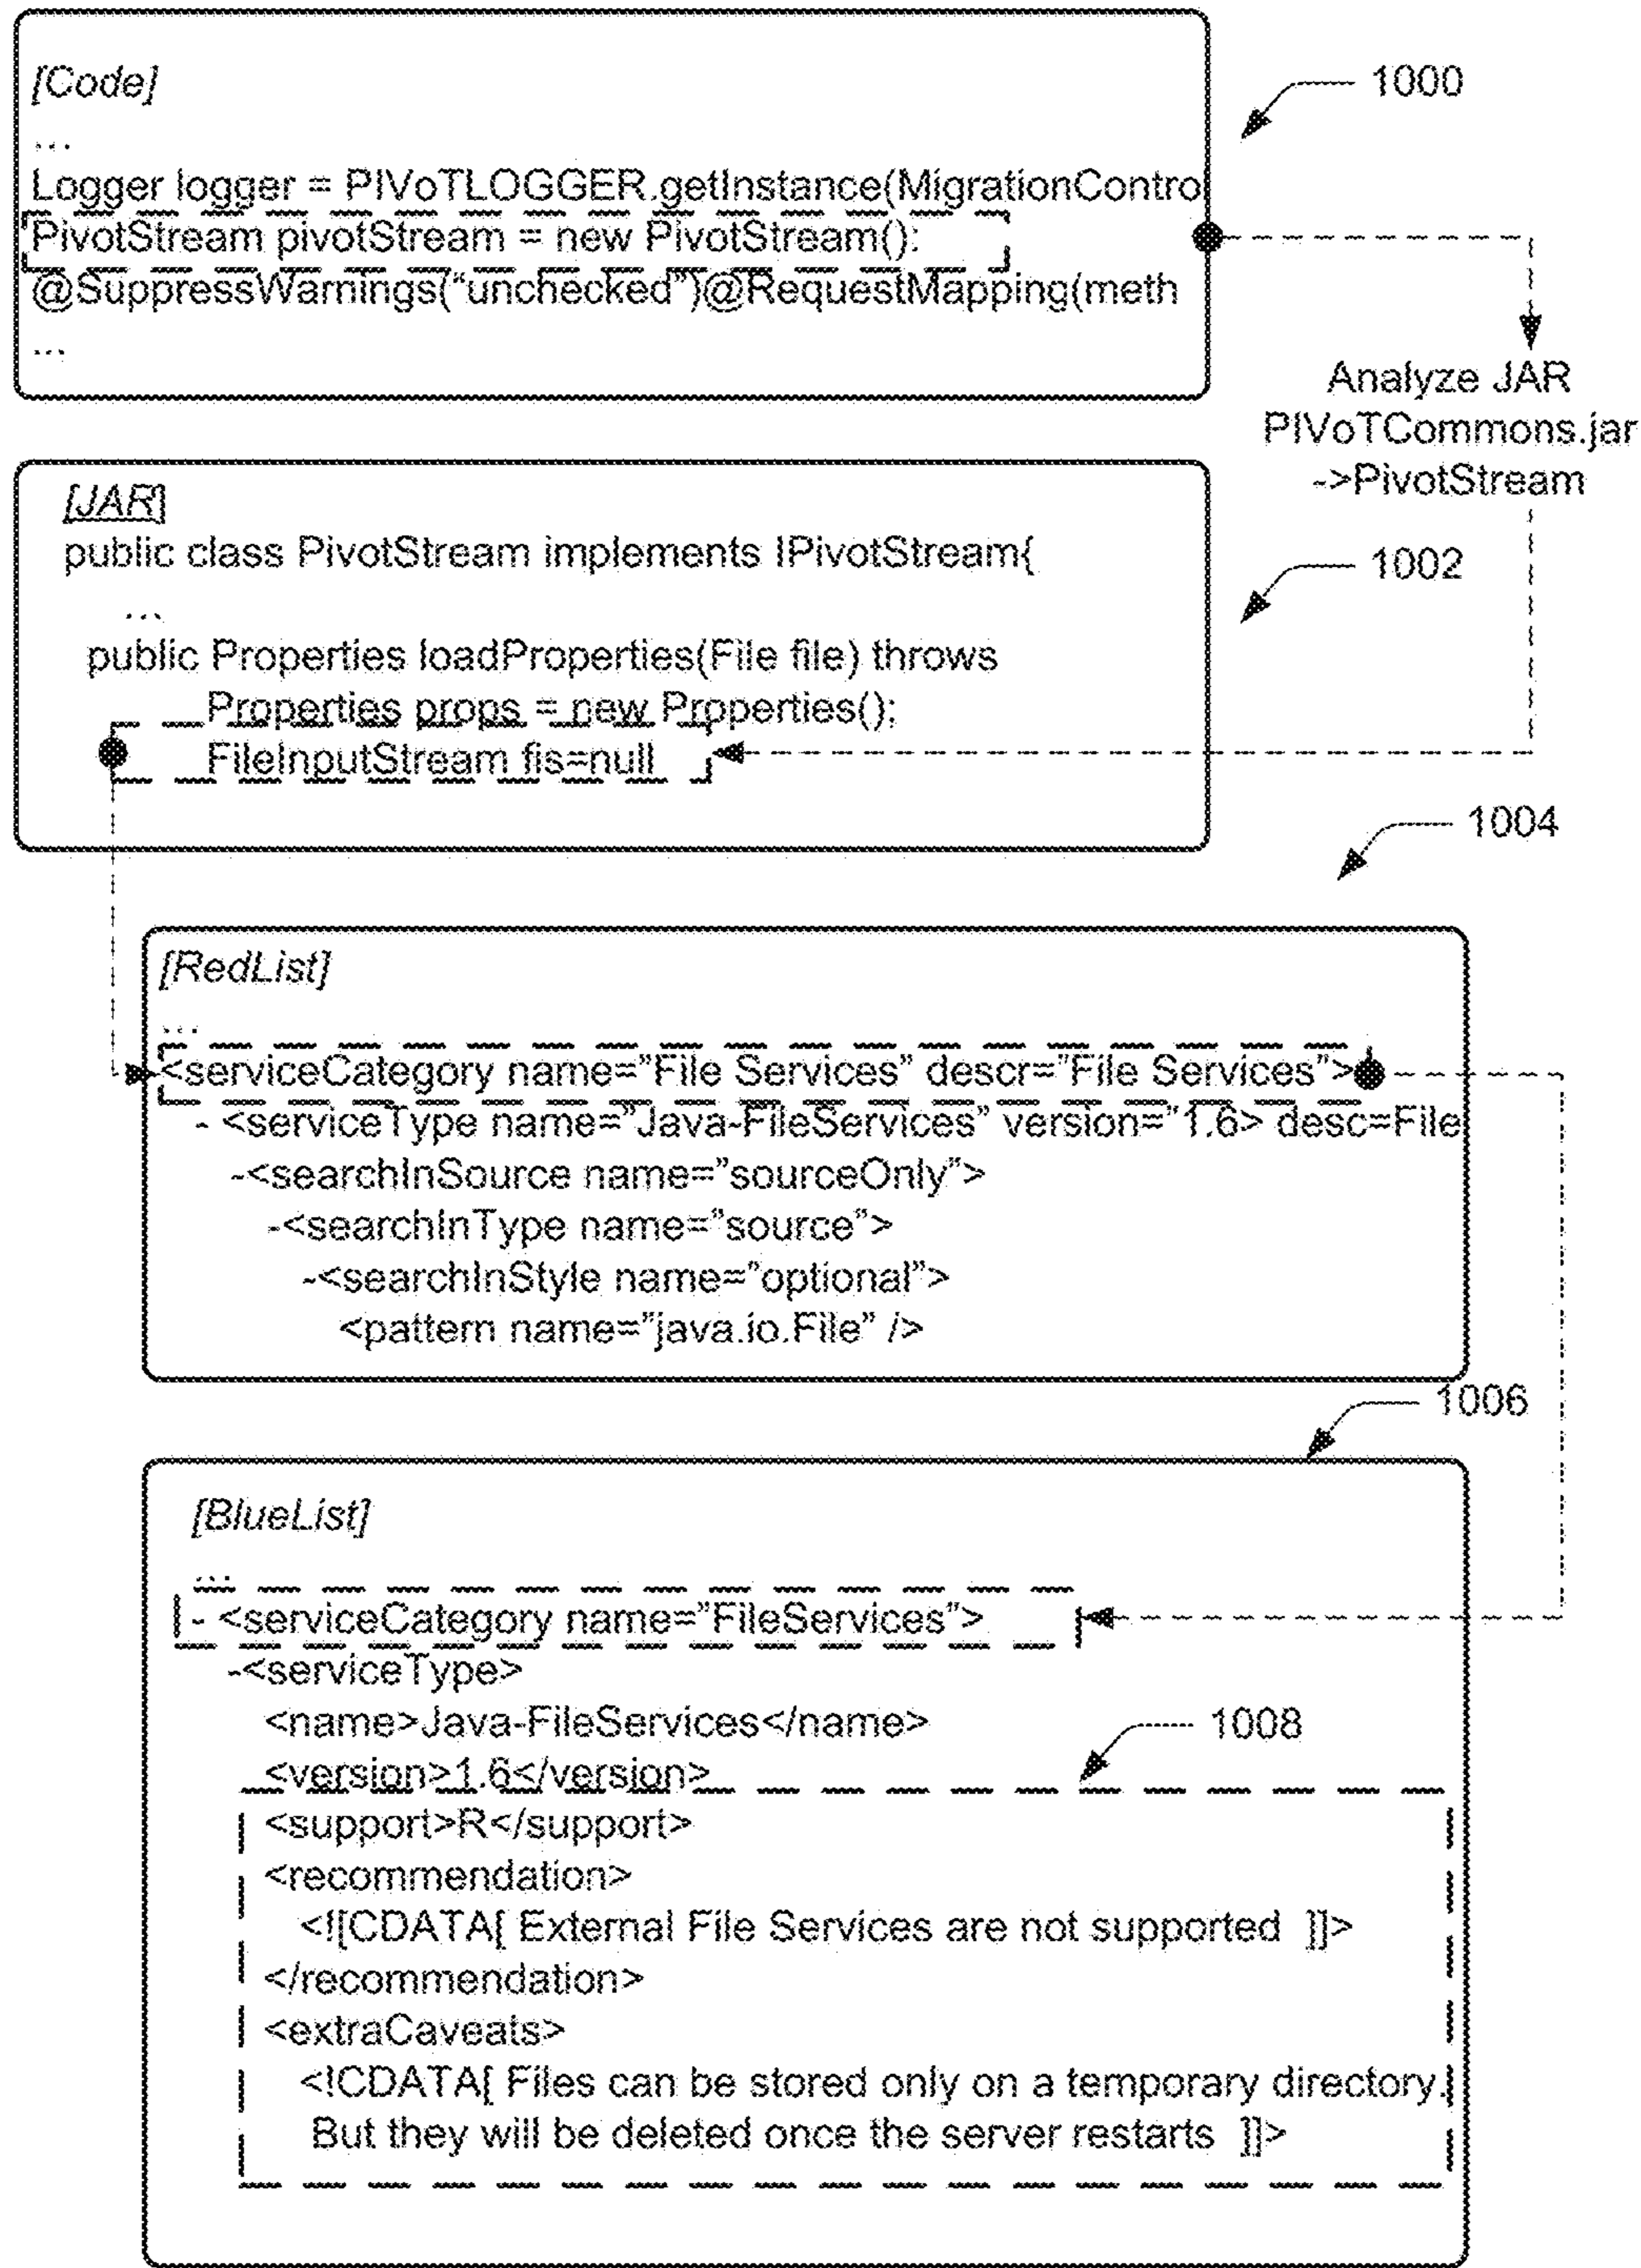 [Code]
...
Logger logger = PIVoTLOGGER.getInstance(MigrationContro
PivotStream pivotStream = new PivotStream():
@SuppressWarnings(“unchecked”)@RequestMapping(meth
...
1000
Analyze JAR
PIVoTCommons.jar
->PivotStream
[JAR]
public class PivotStream implements IPivotStream{
...
public Properties loadProperties(File file) throws
Properties props = new Properties();
FileInputStream fis=null
1002
1004
[RedList]
...
<serviceCategory name=”File Services” descr=”File Services”>
- <serviceType name=”Java-FileServices” version=”1.6> desc=File
-<searchInSource name=”sourceOnly”>
-<searchInType name=”source”>
-<searchInStyle name=”optional”>
<pattern name=”java.io.File” />
1006
[BlueList]
...
- <serviceCategory name=”FileServices”>
-<serviceType>
<name>Java-FileServices</name>
<version>1.6</version>
1008
<support>R</support>
<recommendation>
<![CDATA[ External File Services are not supported ]]>
</recommendation>
<extraCaveats>
<!CDATA[ Files can be stored only on a temporary directory.
But they will be deleted once the server restarts ]]>